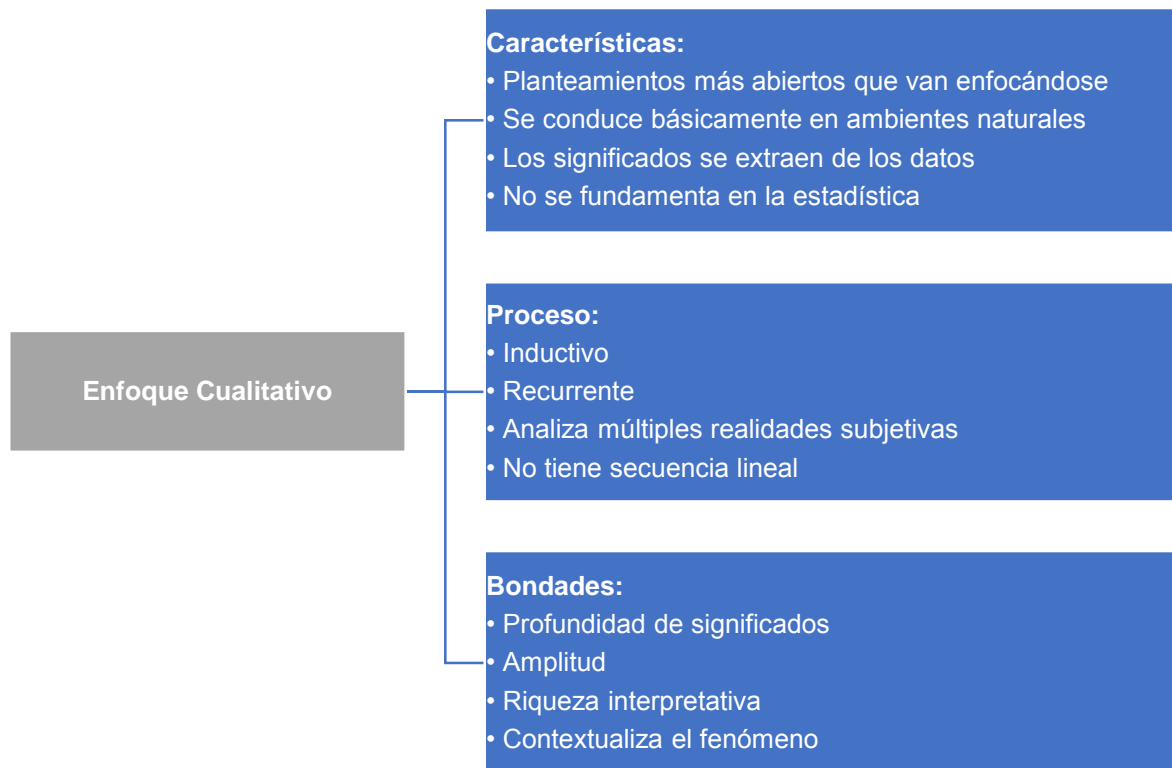 Características:
• Planteamientos más abiertos que van enfocándose
• Se conduce básicamente en ambientes naturales
• Los significados se extraen de los datos
• No se fundamenta en la estadística
Proceso:
• Inductivo
• Recurrente
• Analiza múltiples realidades subjetivas
• No tiene secuencia lineal
Enfoque Cualitativo
Bondades:
• Profundidad de significados
• Amplitud
• Riqueza interpretativa
• Contextualiza el fenómeno